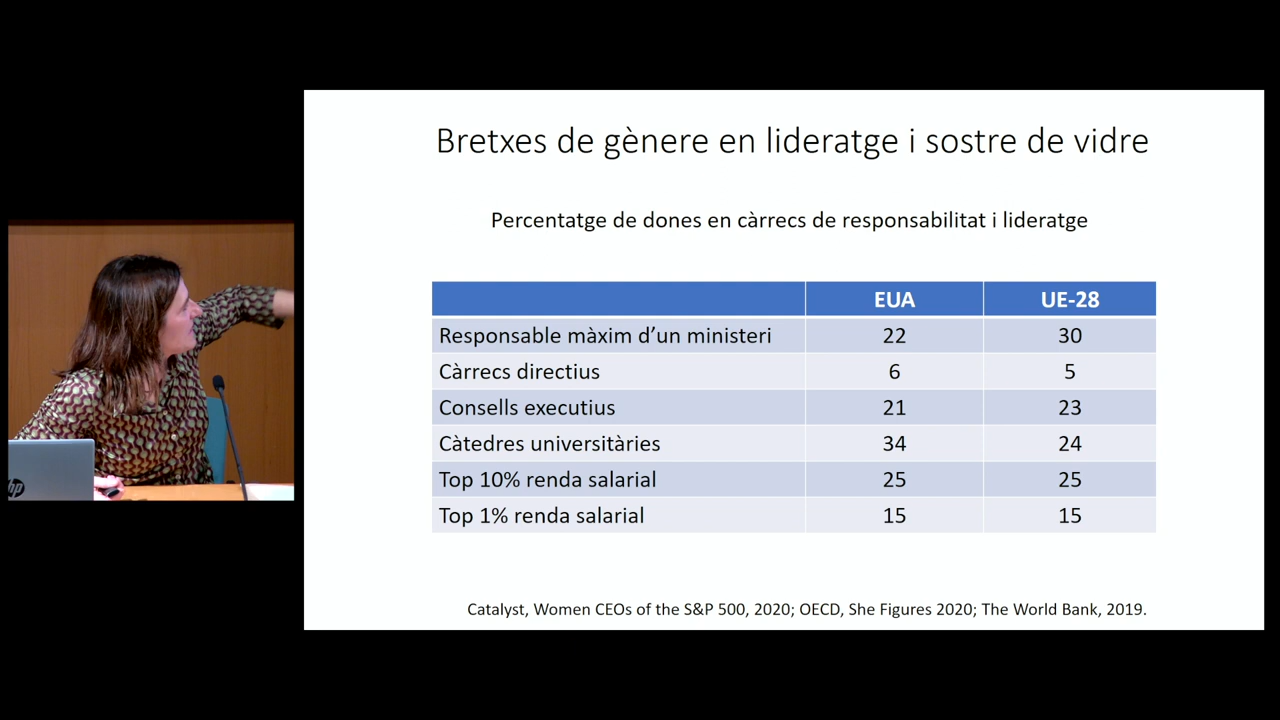 Bretxes de gènere en lideratge i sostre de vidre
Percentatge de dones en càrrecs de responsabilitat i lideratge
EUA UE-28
Responsable màxim d’un ministeri 22 30
Càrrecs directius 6 5
Consells executius 21 23
Càtedres universitàries 34 24
Top 10% renda salarial 25 25
Top 1% renda salarial 15 15
Catalyst, Women CEOs of the S&P 500, 2020; OECD, She Figures 2020; The World Bank, 2019.
hp